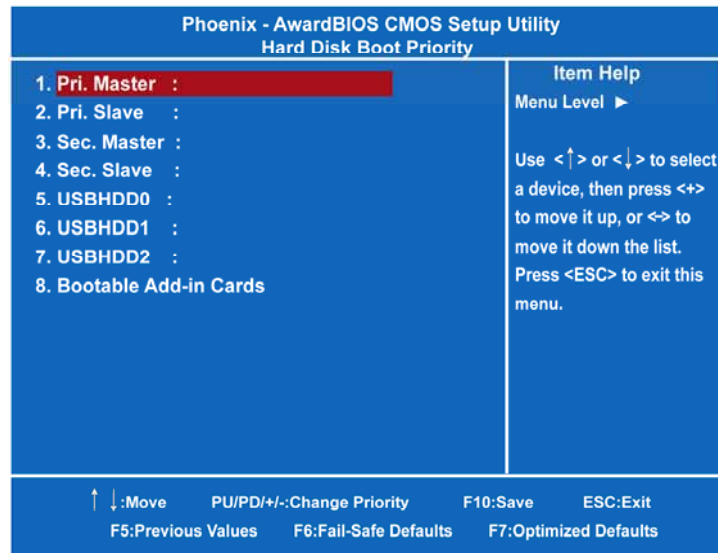 Phoenix - AwardBIOS CMOS Setup Utility
Hard Disk Boot Priority
1. Pri. Master :
2. Pri. Slave :
3. Sec. Master :
4. Sec. Slave :
5. USBHDD0 :
6. USBHDD1 :
7. USBHDD2 :
8. Bootable Add-in Cards
Item Help
Menu Level ►
Use <↑> or <↓> to select
a device, then press <+>
to move it up, or <-> to
move it down the list.
Press <ESC> to exit this
menu.
↑ ↓:Move PU/PD/+/-:Change Priority F10:Save ESC:Exit
F5:Previous Values F6:Fail-Safe Defaults F7:Optimized Defaults